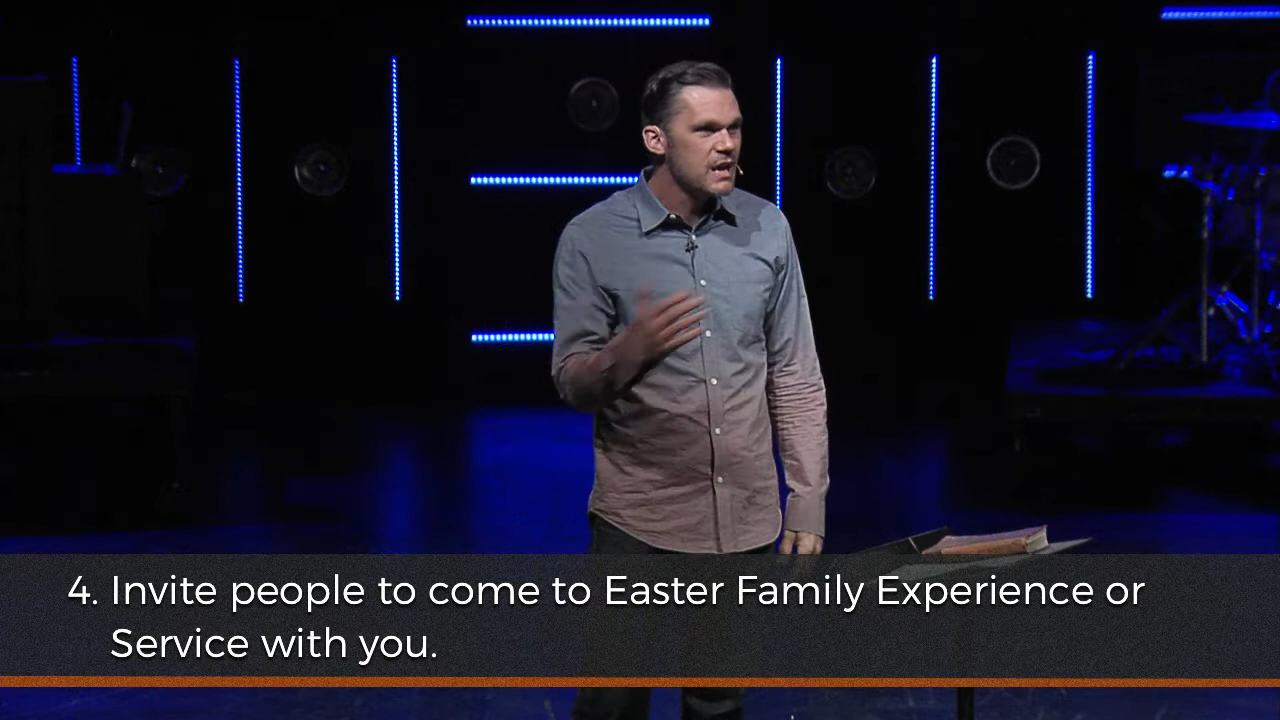 4. Invite people to come to Easter Family Experience or
Service with you.